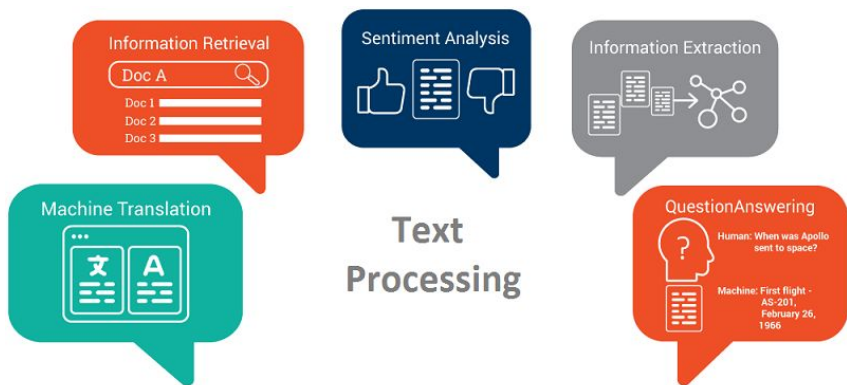 Information Retrieval
Doc A
Doc 1
Doc 2
Doc 3
Sentiment Analysis
Information Extraction
Machine Translation
文 A
Text
Processing
QuestionAnswering
?
Human: When was Apollo
sent to space?
Machine: First flight -
AS-201,
February 26,
1966